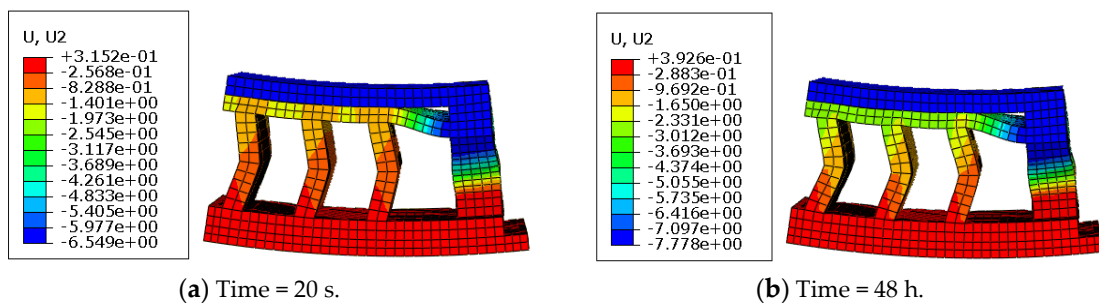 U, U2
+3.152e-01
-2.568e-01
-8.288e-01
-1.401e+00
-1.973e+00
-2.545e+00
-3.117e+00
-3.689e+00
-4.261e+00
-4.833e+00
-5.405e+00
-5.977e+00
-6.549e+00
(a) Time = 20 s.
U, U2
+3.926e-01
-2.883e-01
-9.692e-01
-1.650e+00
-2.331e+00
-3.012e+00
-3.693e+00
-4.374e+00
-5.055e+00
-5.735e+00
-6.416e+00
-7.097e+00
-7.778e+00
(b) Time = 48 h.